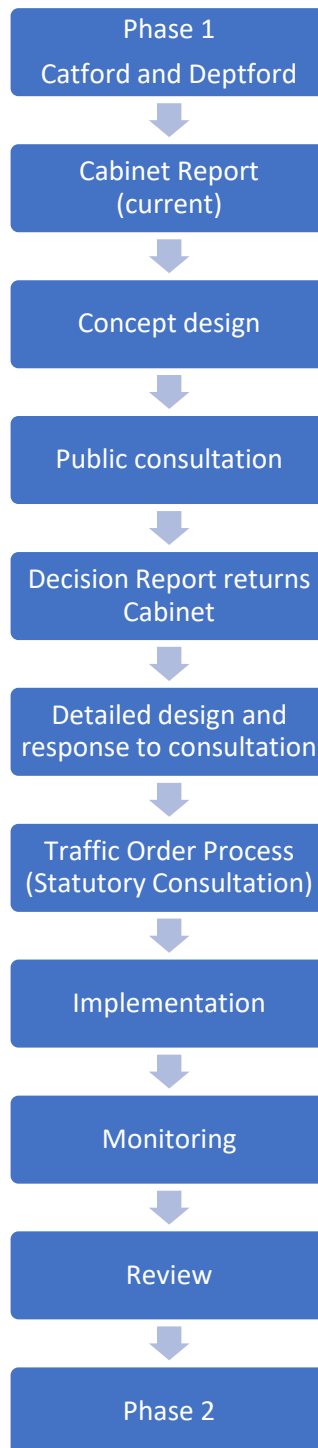 Phase 1
Catford and Deptford
Cabinet Report
(current)
Concept design
Public consultation
Decision Report returns
Cabinet
Detailed design and
response to consultation
Traffic Order Process
(Statutory Consultation)
Implementation
Monitoring
Review
Phase 2